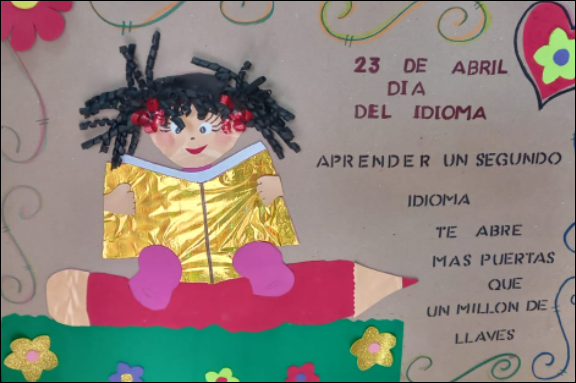 23 DE ABRIL
DIA
DEL IDIOMA
APRENDER UN SEGUNDO
IDIOMA
TE ABRE
MAS PUERTAS
QUE
UN MILLON DE
LLAVES